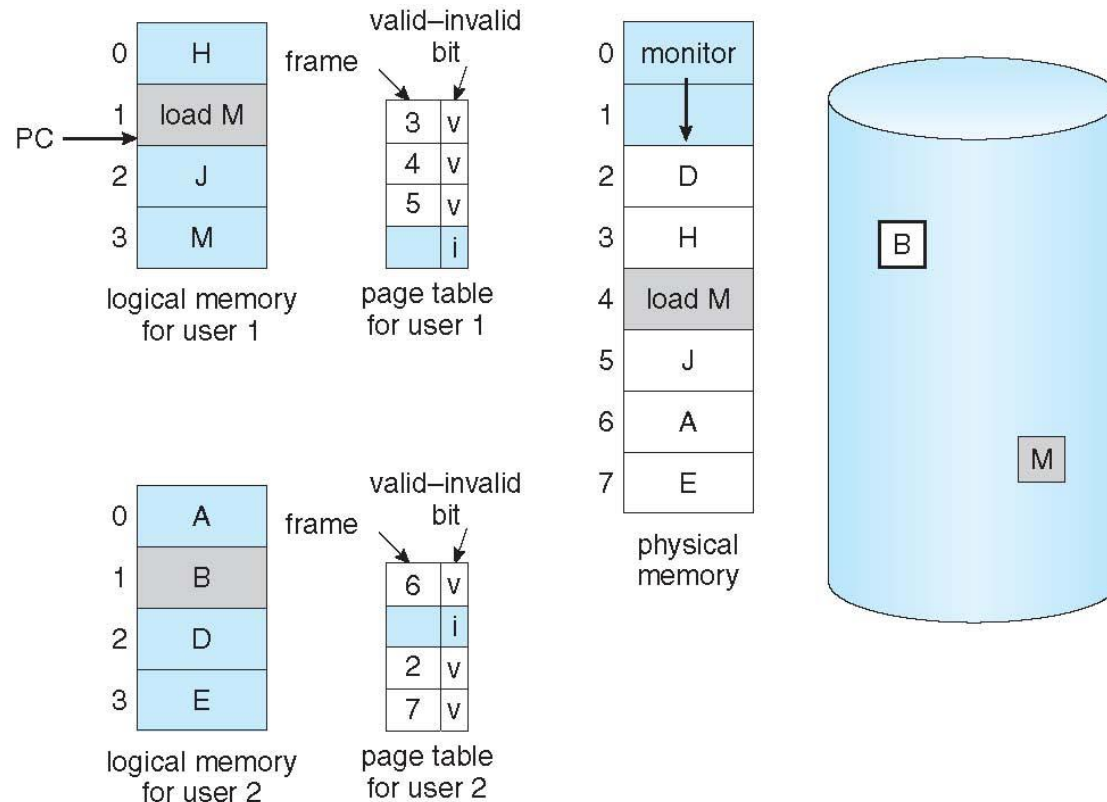 valid–invalid
bit
frame
0 H
1 load M
PC
2 J
3 M
3 v
4 v
5 v
i
logical memory
for user 1
page table
for user 1
valid–invalid
bit
frame
0 A
1 B
2 D
3 E
6 v
i
2 v
7 v
logical memory
for user 2
page table
for user 2
0 monitor
1
2 D
3 H
4 load M
5 J
6 A
7 E
physical
memory
B
M